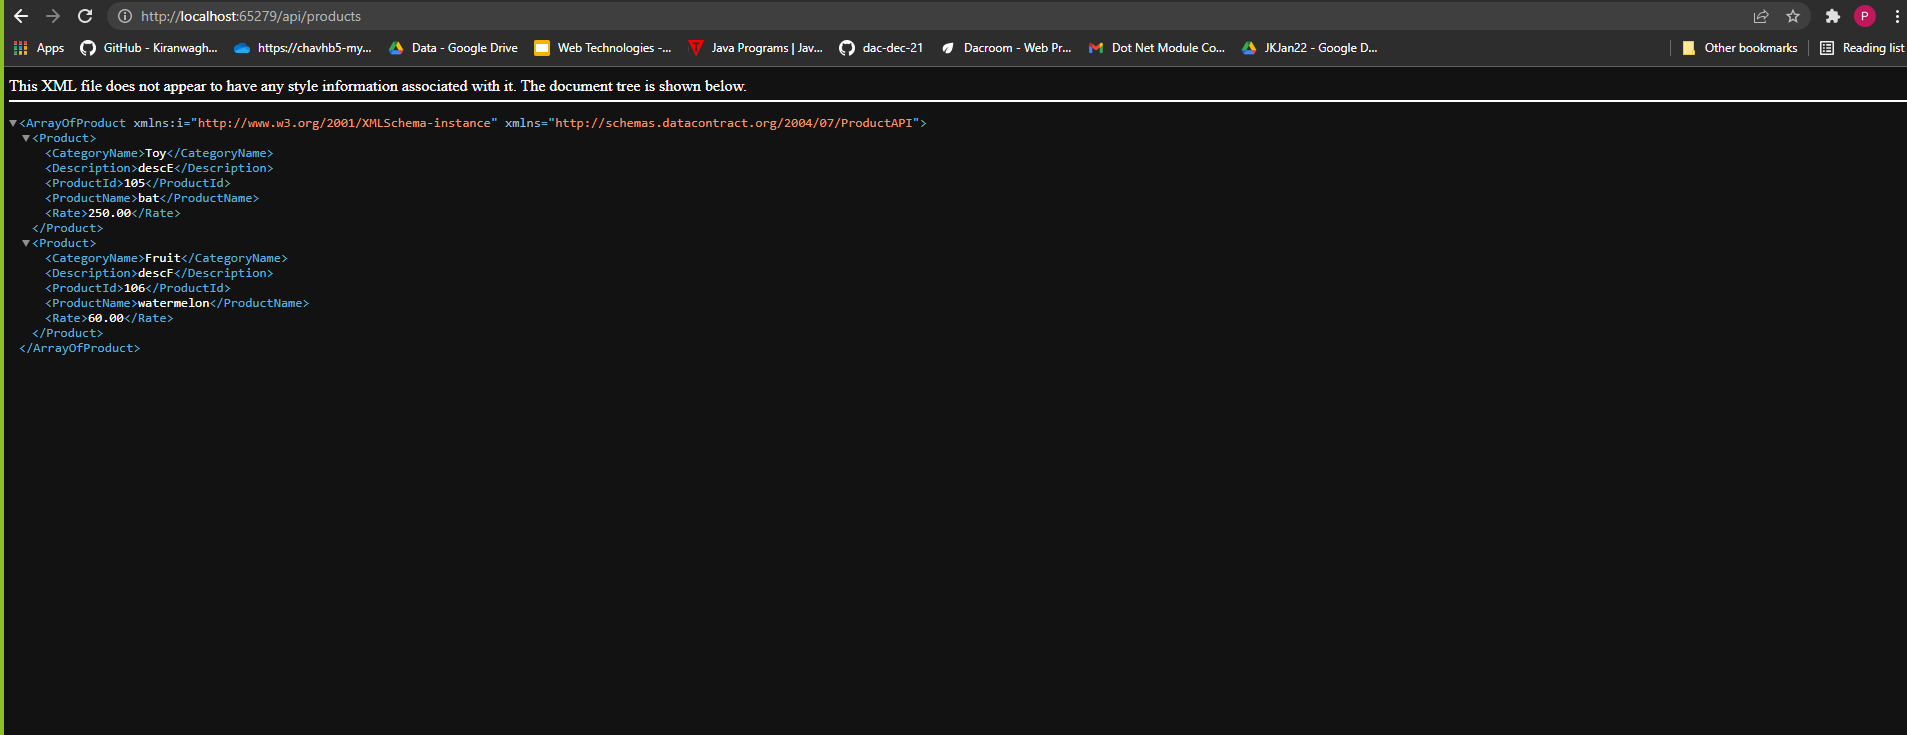 http://localhost:65279/api/products
Apps GitHub - Kiranwagh... https://chavhb5-my... Data - Google Drive Web Technologies -... Java Programs | Jav... dac-dec-21 Dacroom - Web Pr... Dot Net Module Co... JKJan22 - Google D... Other bookmarks Reading list
This XML file does not appear to have any style information associated with it. The document tree is shown below.
<ArrayOfProduct xmlns:i="http://www.w3.org/2001/XMLSchema-instance" xmlns="http://schemas.datacontract.org/2004/07/ProductAPI">
<Product>
<CategoryName>Toy</CategoryName>
<Description>descE</Description>
<ProductId>105</ProductId>
<ProductName>bat</ProductName>
<Rate>250.00</Rate>
</Product>
<Product>
<CategoryName>Fruit</CategoryName>
<Description>descF</Description>
<ProductId>106</ProductId>
<ProductName>watermelon</ProductName>
<Rate>60.00</Rate>
</Product>
</ArrayOfProduct>